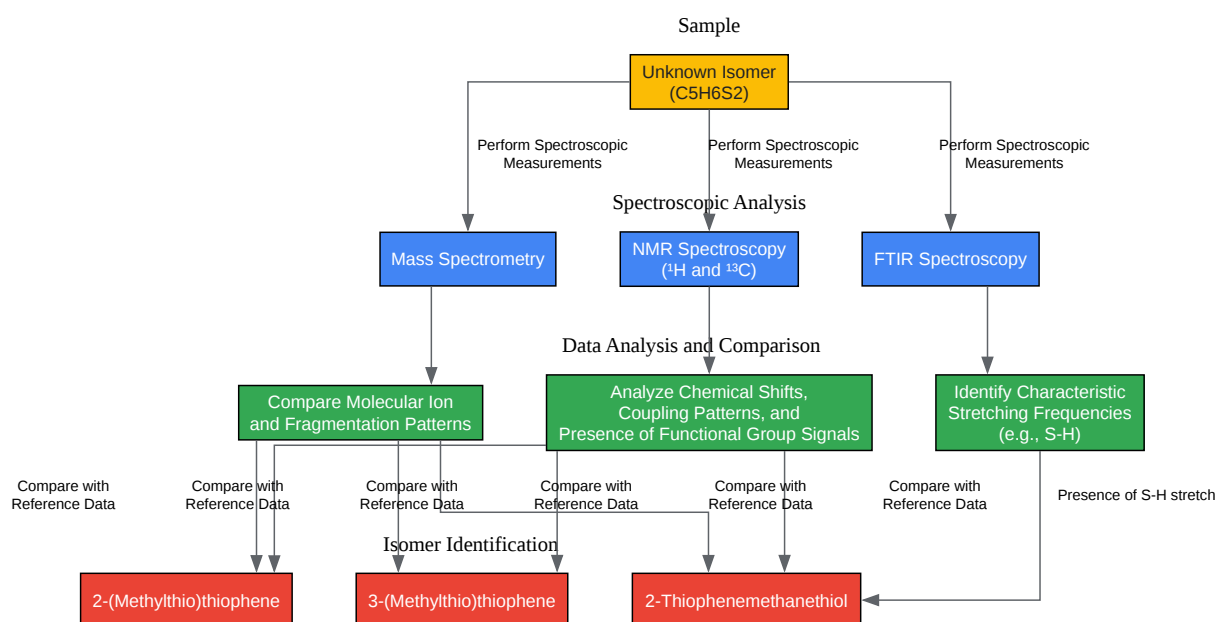 Sample
Unknown Isomer
(C5H6S2)
Perform Spectroscopic
Measurements
Perform Spectroscopic
Measurements
Perform Spectroscopic
Measurements
Spectroscopic Analysis
Mass Spectrometry
NMR Spectroscopy
(¹H and ¹³C)
FTIR Spectroscopy
Data Analysis and Comparison
Compare Molecular Ion
and Fragmentation Patterns
Analyze Chemical Shifts,
Coupling Patterns, and
Presence of Functional Group Signals
Identify Characteristic
Stretching Frequencies
(e.g., S-H)
Compare with
Reference Data
Compare with
Reference Data
Compare with
Reference Data
Compare with
Reference Data
Compare with
Reference Data
Compare with
Reference Data
Presence of S-H stretch
Isomer Identification
2-(Methylthio)thiophene
3-(Methylthio)thiophene
2-Thiophenemethanethiol